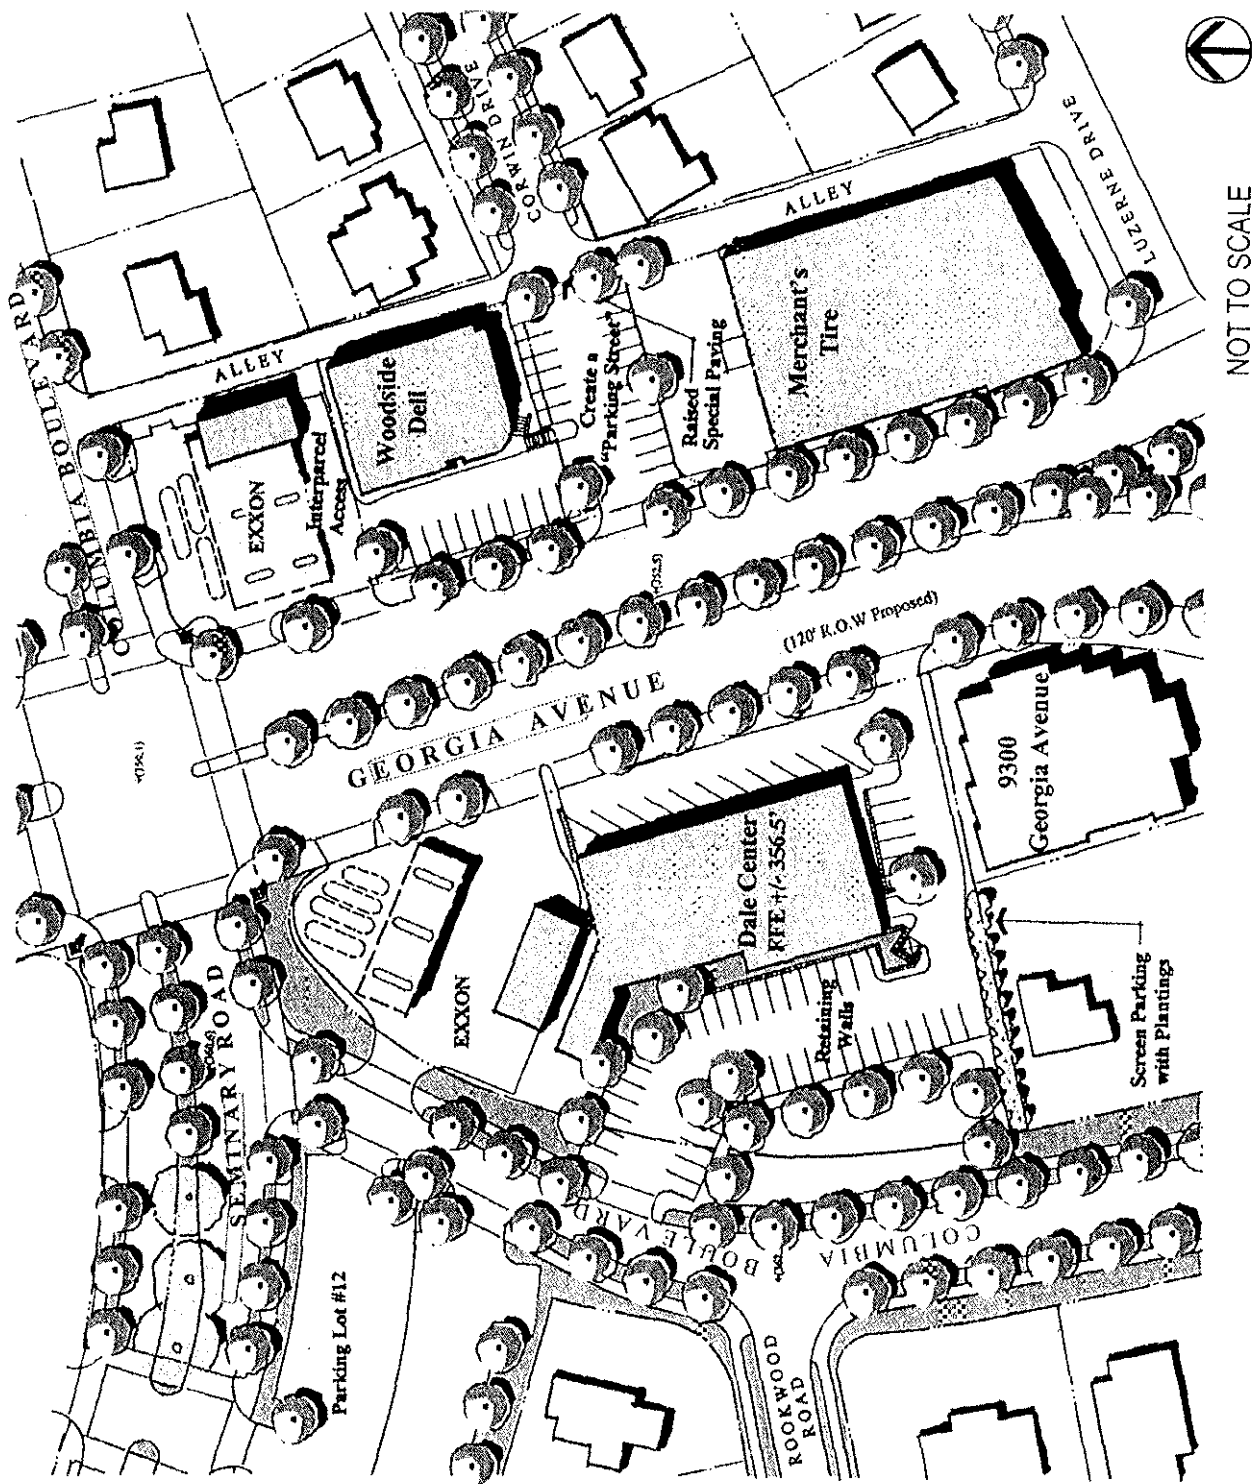 COLUMBIA BOULEVARD
CORWIN DRIVE
LUZERNE DRIVE
ALLEY
ALLEY
EXXON
Interparcel
Access
Woodside
Deli
Create a
"Parking Street"
Raised
Special Paving
Merchant's
Tire
GEORGIA AVENUE
(120' R.O.W Proposed)
9300
Georgia Avenue
Dale Center
RFE +/- 356.5'
EXXON
Retaining
Walls
Screen Parking
with Plantings
SEMINARY ROAD
Parking Lot #12
COLUMBIA
BOULEVARD
ROOKWOOD
ROAD
NOT TO SCALE